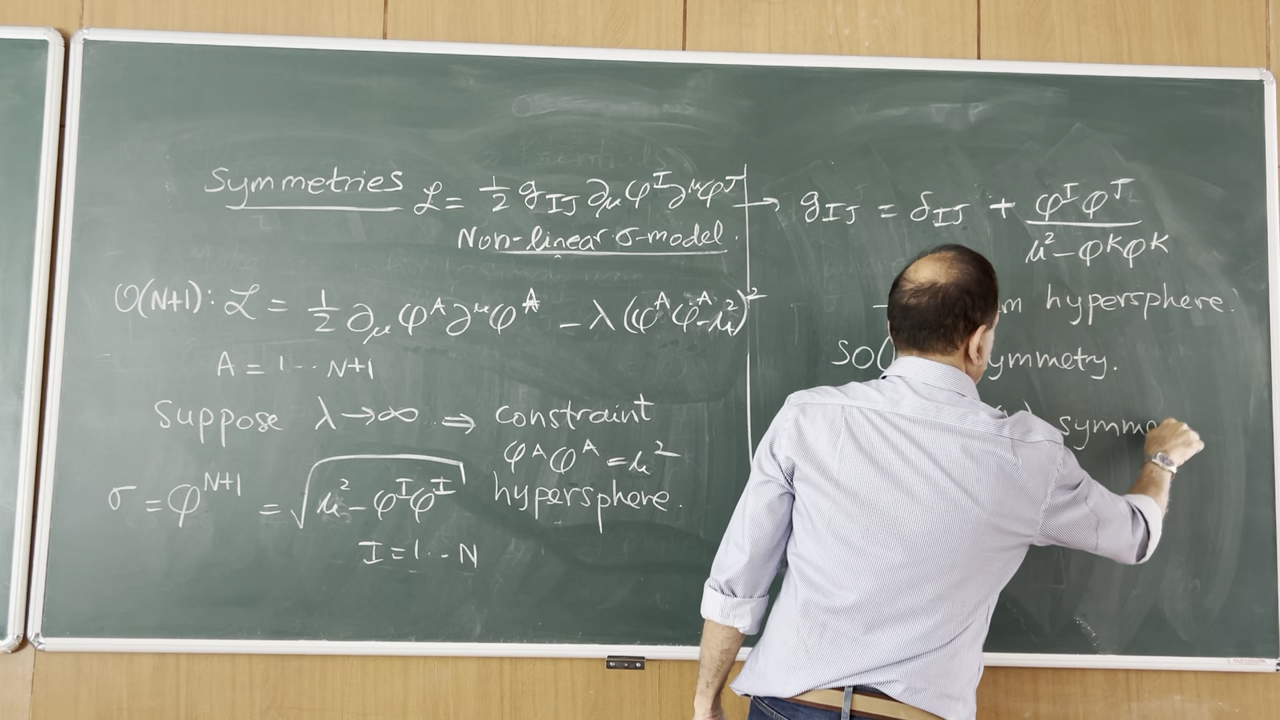 Symmetries ℒ = ½ g_IJ ∂_μ φ^I ∂^μ φ^J →
Non-linear σ-model.
O(N+1): ℒ = ½ ∂_μ φ^A ∂^μ φ^A − λ(φ^A φ^A − μ²)²
A = 1 ... N+1
Suppose λ → ∞ ⇒ constraint
φ^A φ^A = μ²
hypersphere.
σ = φ^{N+1} = √(μ² − φ^I φ^I)
I = 1 ... N
g_IJ = δ_IJ + φ^I φ^J / (μ² − φ^K φ^K)
hypersphere.
SO( symmetry.